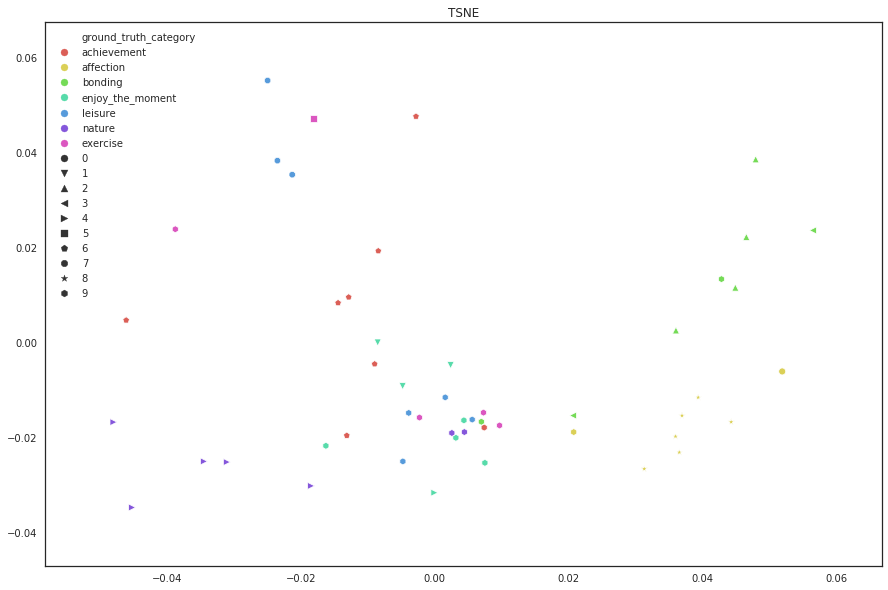 TSNE
ground_truth_category
achievement
affection
bonding
enjoy_the_moment
leisure
nature
exercise
0
1
2
3
4
5
6
7
8
9
0.06
0.04
0.02
0.00
−0.02
−0.04
−0.04
−0.02
0.00
0.02
0.04
0.06